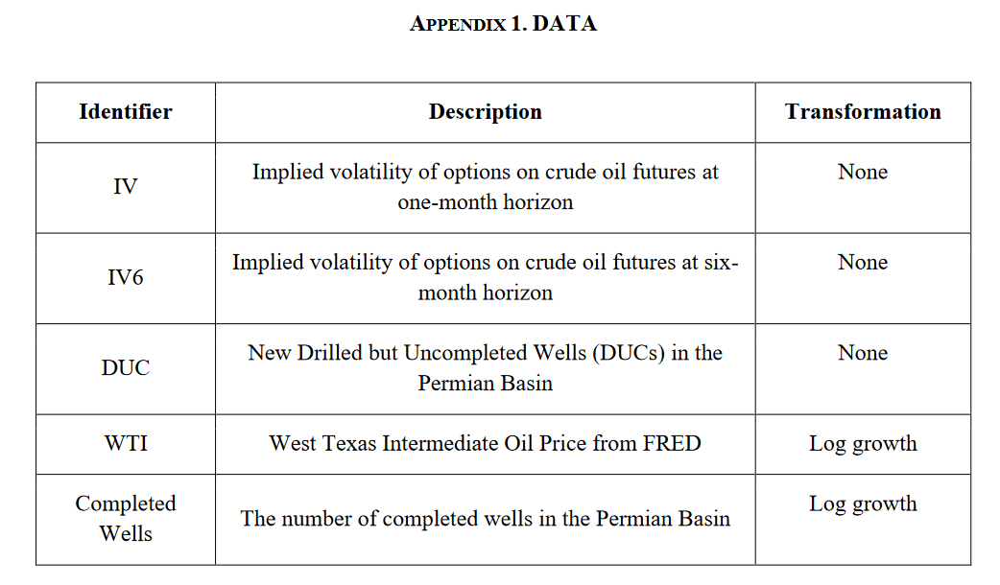 APPENDIX 1. DATA
Identifier Description Transformation
IV
Implied volatility of options on crude oil futures at
one-month horizon
None
IV6
Implied volatility of options on crude oil futures at six-
month horizon
None
DUC
New Drilled but Uncompleted Wells (DUCs) in the
Permian Basin
None
WTI West Texas Intermediate Oil Price from FRED Log growth
Completed
Wells
The number of completed wells in the Permian Basin
Log growth